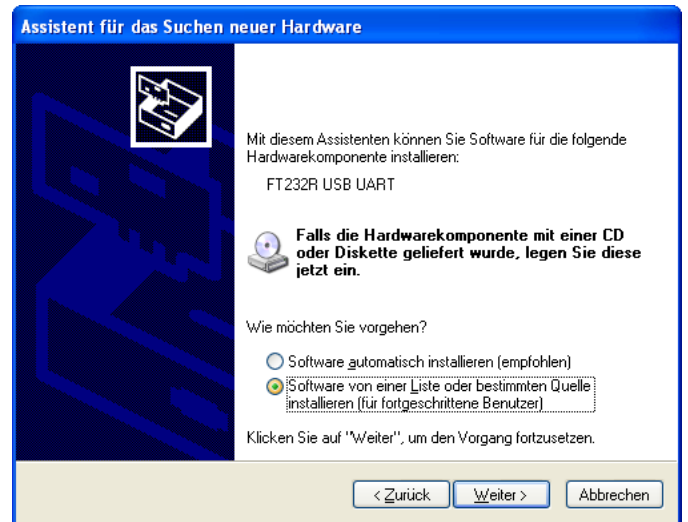 Assistent für das Suchen neuer Hardware
Mit diesem Assistenten können Sie Software für die folgende
Hardwarekomponente installieren:
FT232R USB UART
Falls die Hardwarekomponente mit einer CD
oder Diskette geliefert wurde, legen Sie diese
jetzt ein.
Wie möchten Sie vorgehen?
Software automatisch installieren (empfohlen)
Software von einer Liste oder bestimmten Quelle
installieren (für fortgeschrittene Benutzer)
Klicken Sie auf "Weiter", um den Vorgang fortzusetzen.
< Zurück Weiter > Abbrechen